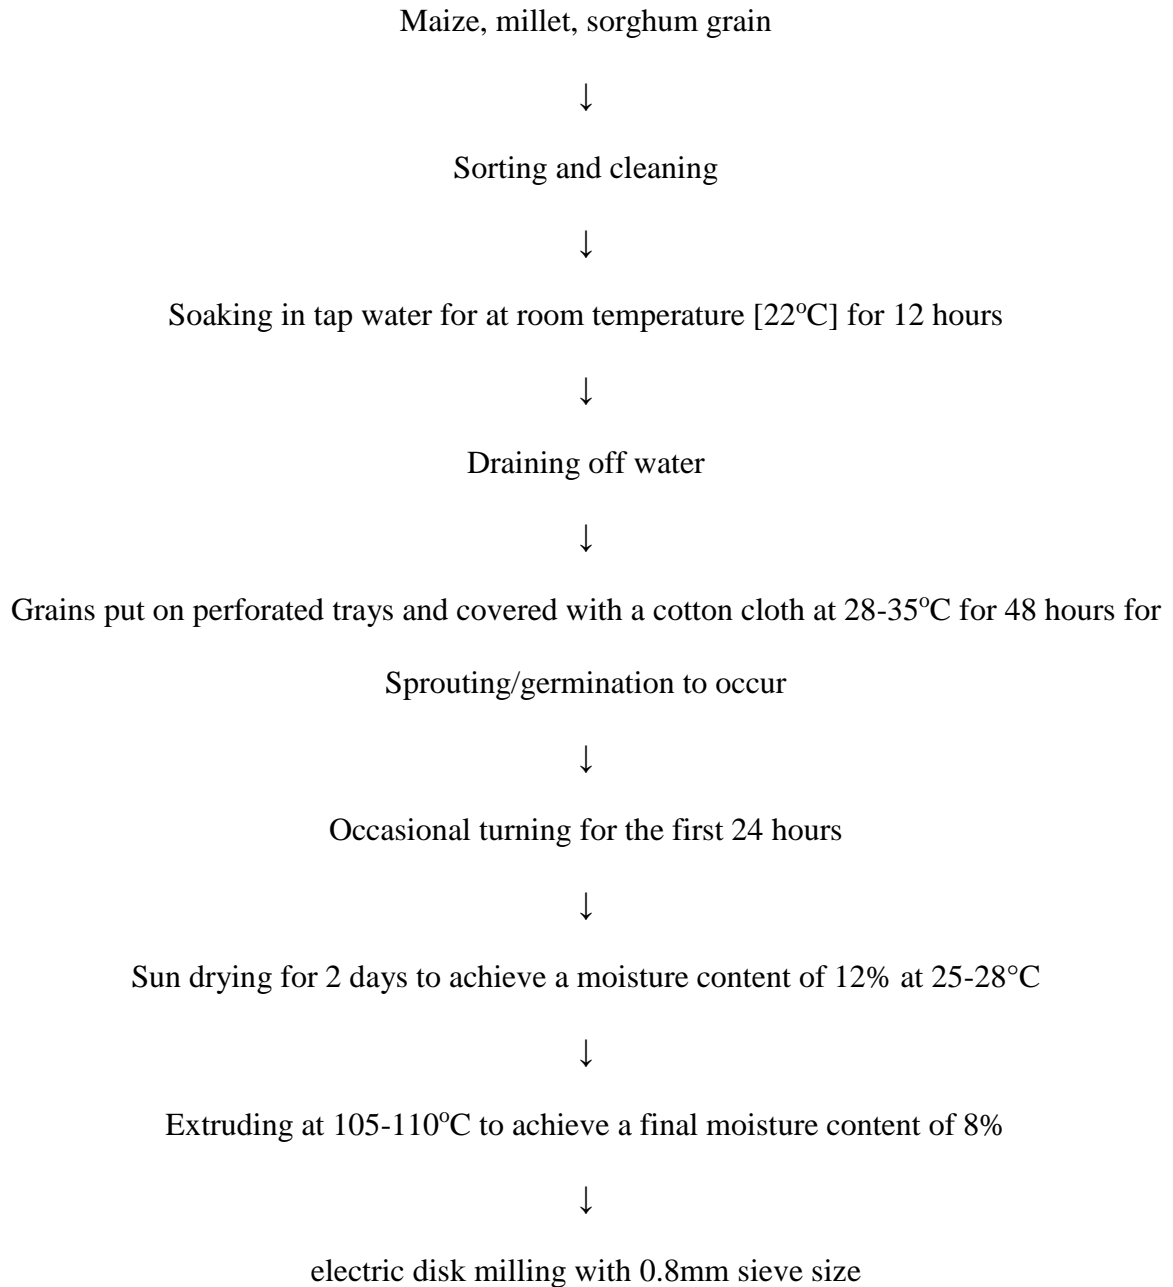 Maize, millet, sorghum grain
↓
Sorting and cleaning
↓
Soaking in tap water for at room temperature [22°C] for 12 hours
↓
Draining off water
↓
Grains put on perforated trays and covered with a cotton cloth at 28-35°C for 48 hours for
Sprouting/germination to occur
↓
Occasional turning for the first 24 hours
↓
Sun drying for 2 days to achieve a moisture content of 12% at 25-28°C
↓
Extruding at 105-110°C to achieve a final moisture content of 8%
↓
electric disk milling with 0.8mm sieve size